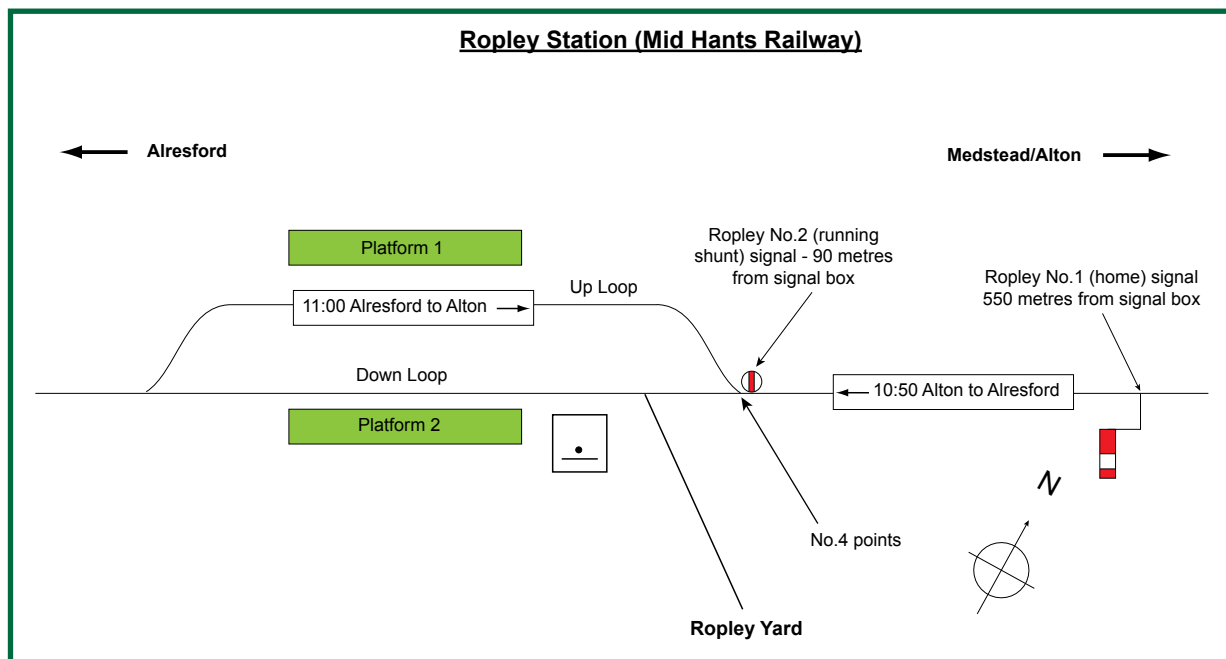 Ropley Station (Mid Hants Railway)
Alresford
Medstead/Alton
Ropley No.2 (running
shunt) signal - 90 metres
from signal box
Ropley No.1 (home) signal
550 metres from signal box
Platform 1
11:00 Alresford to Alton
Up Loop
Down Loop
10:50 Alton to Alresford
Platform 2
N
No.4 points
Ropley Yard